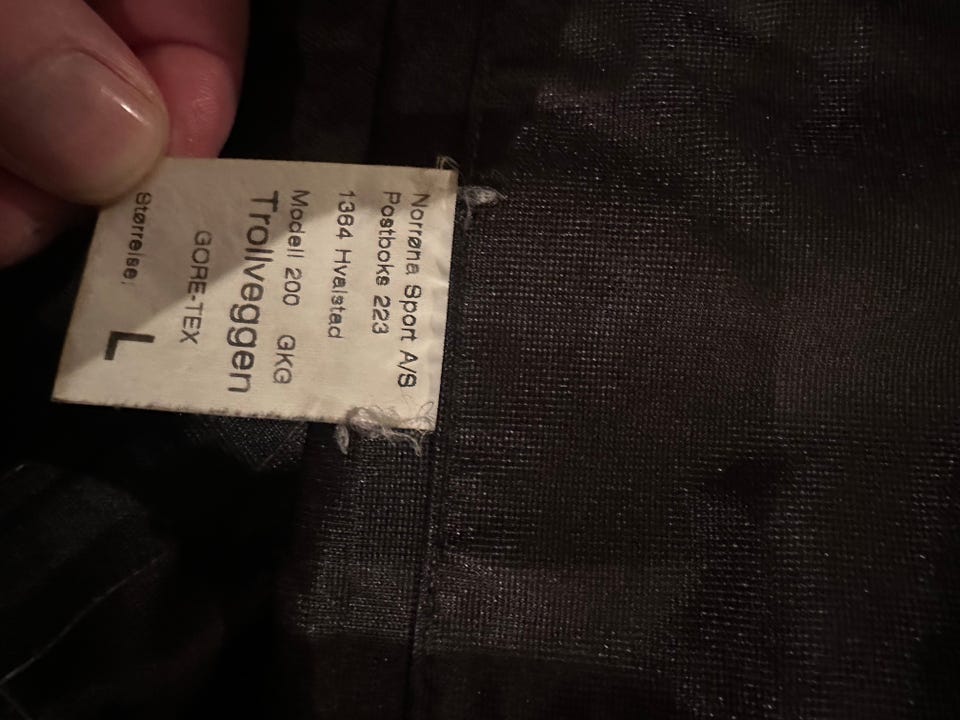 Norrøna Sport A/S
Postboks 223
1364 Hvalstad
Modell 200 GKG
Trollveggen
GORE-TEX
Størrelse: L